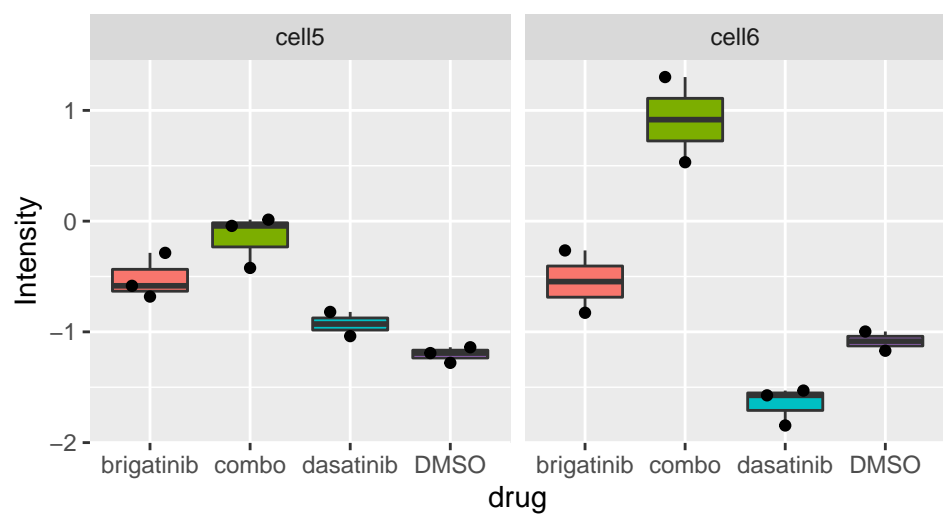 cell5 cell6
Intensity
1
0
−1
−2
brigatinib combo dasatinib DMSO brigatinib combo dasatinib DMSO
drug